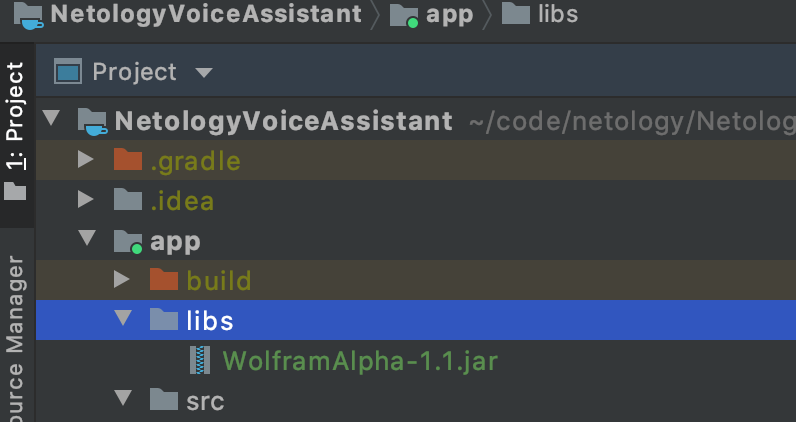 NetologyVoiceAssistant app libs
1: Project
Project
NetologyVoiceAssistant ~/code/netology/Netolog
.gradle
.idea
app
build
libs
WolframAlpha-1.1.jar
src
ource Manager